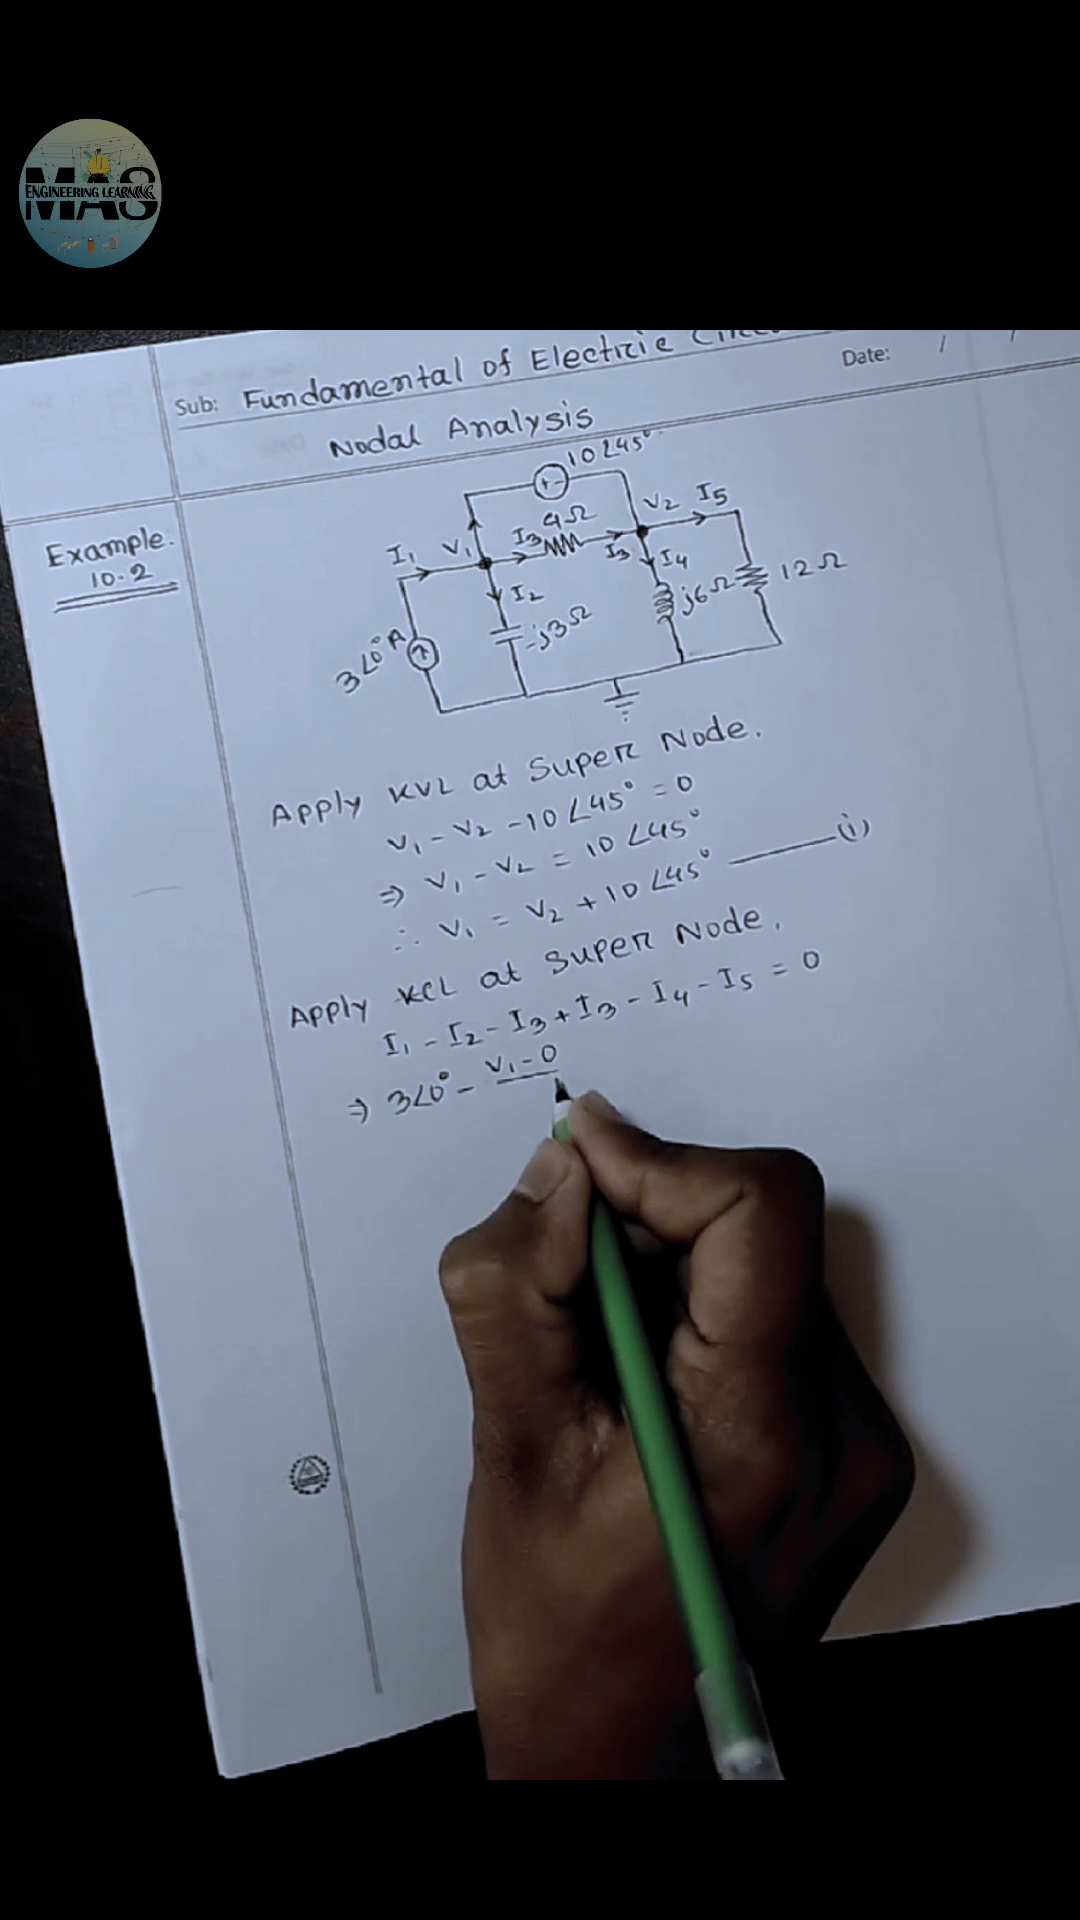 MAS
ENGINEERING LEARNING
Sub: Fundamental of Electric
Date: / /
Nodal Analysis
Example.
10.2
10∠45°
I₁ V₁ I₃ 4Ω I₃ V₂ I₅
I₂ I₄
3∠0° A -j3Ω j6Ω 12Ω
Apply KVL at Super Node.
V₁ - V₂ - 10∠45° = 0
⇒ V₁ - V₂ = 10∠45°
∴ V₁ = V₂ + 10∠45° (i)
Apply KCL at Super Node.
I₁ - I₂ - I₃ + I₃ - I₄ - I₅ = 0
⇒ 3∠0° - V₁ - 0